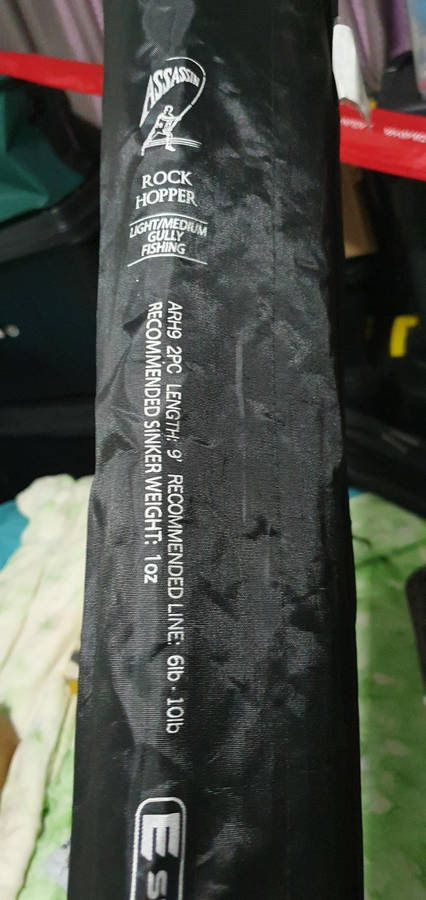 ASSASSIN
ROCK
HOPPER
LIGHT/MEDIUM
GULLY
FISHING
ARH9 2PC LENGTH: 9' RECOMMENDED LINE: 6lb - 10lb
RECOMMENDED SINKER WEIGHT: 1oz
E